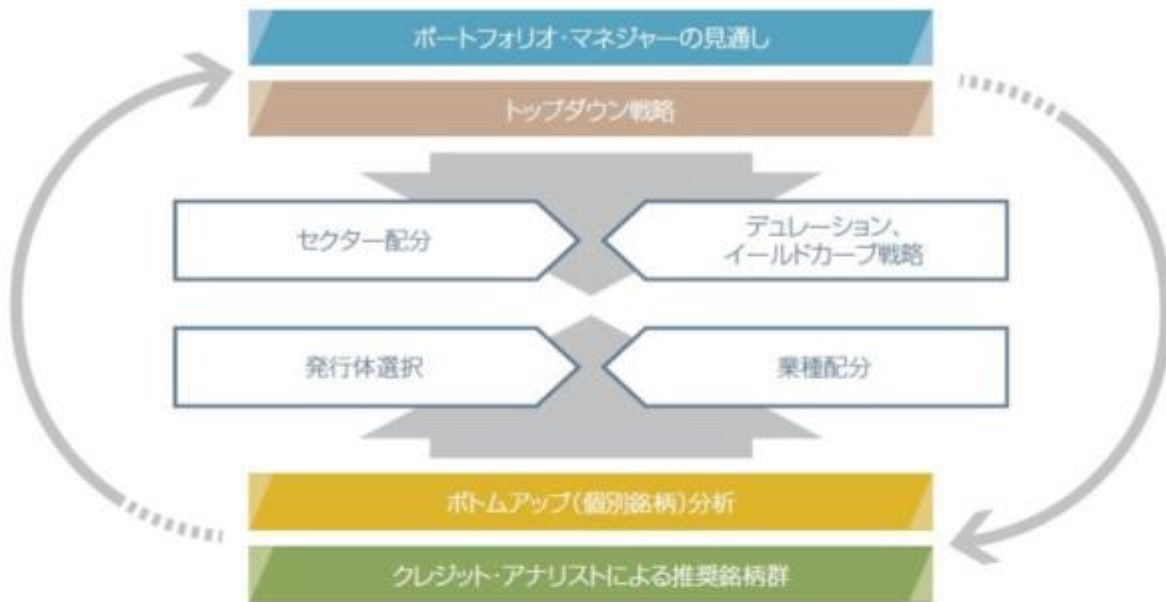 ポートフォリオ・マネジャーの見通し
トップダウン戦略
セクター配分
デュレーション、
イールドカーブ戦略
発行体選択
業種配分
ボトムアップ(個別銘柄)分析
クレジット・アナリストによる推奨銘柄群